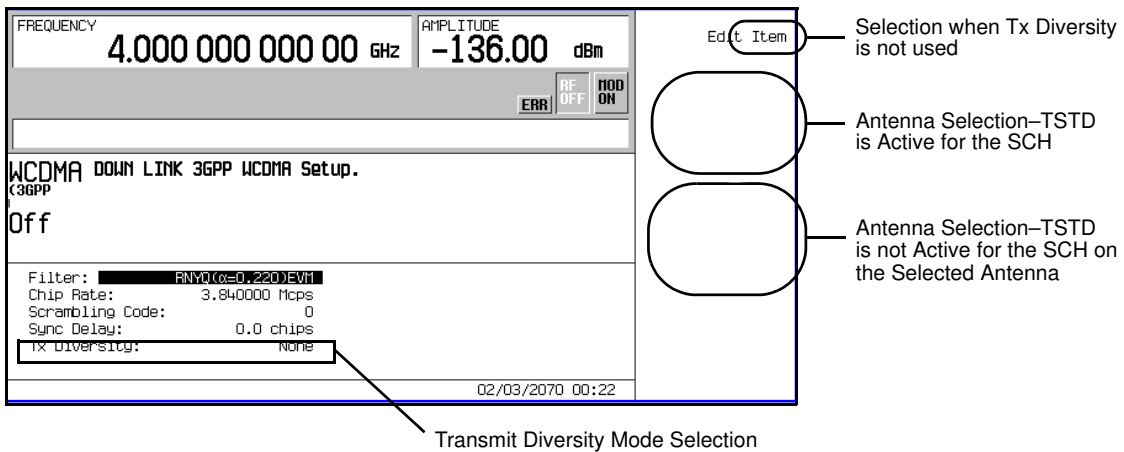 FREQUENCY
4.000 000 000 00 GHz
AMPLITUDE
-136.00 dBm
ERR
RF OFF
MOD ON
Edit Item
Selection when Tx Diversity
is not used
Antenna Selection–TSTD
is Active for the SCH
Antenna Selection–TSTD
is not Active for the SCH on
the Selected Antenna
WCDMA DOWN LINK 3GPP WCDMA Setup.
(3GPP
Off
Filter: RNYQ(α=0.220)EVM
Chip Rate: 3.840000 Mcps
Scrambling Code: 0
Sync Delay: 0.0 chips
Tx Diversity: None
02/03/2070 00:22
Transmit Diversity Mode Selection